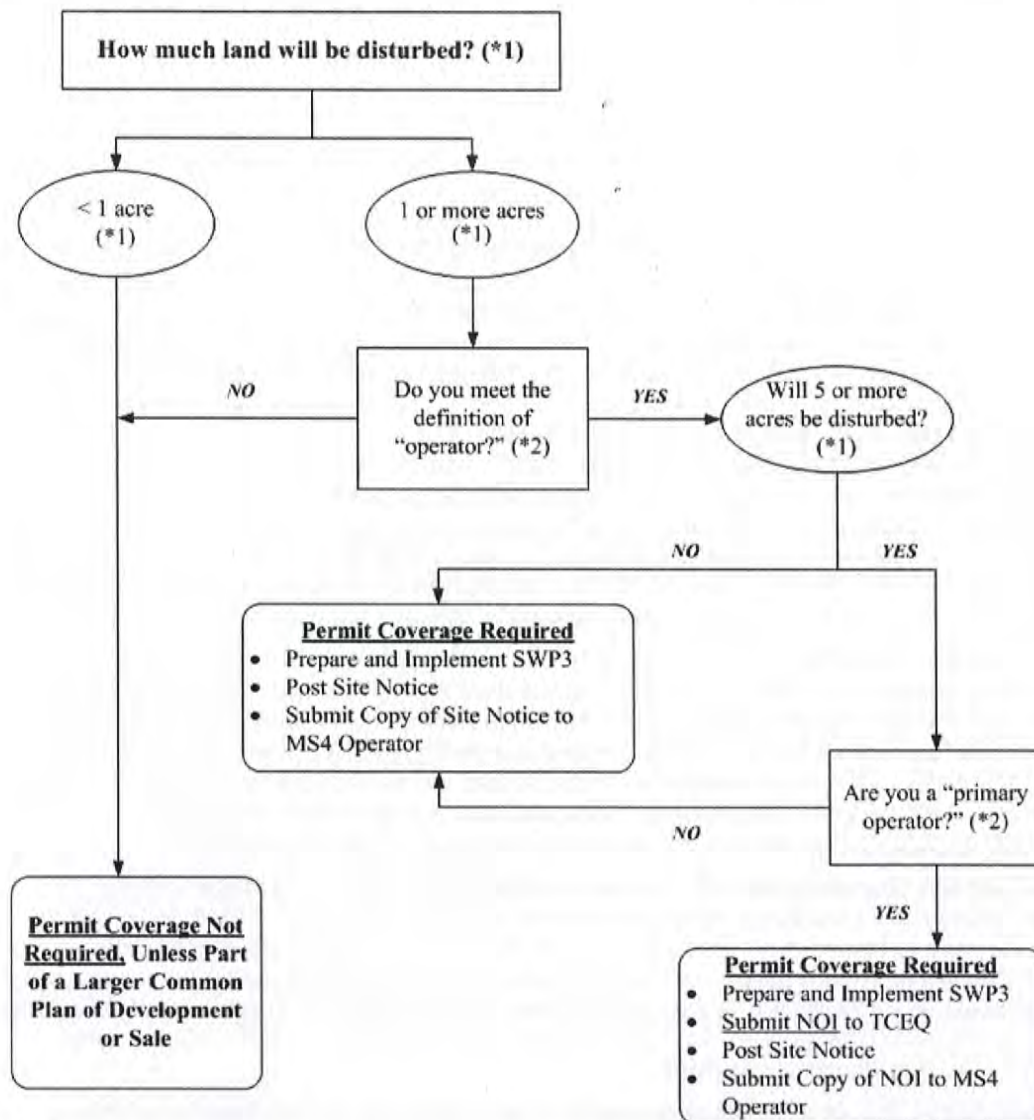 How much land will be disturbed? (*1)
< 1 acre
(*1)
1 or more acres
(*1)
NO
Do you meet the
definition of
“operator?” (*2)
YES
Will 5 or more
acres be disturbed?
(*1)
NO
YES
Permit Coverage Required
• Prepare and Implement SWP3
• Post Site Notice
• Submit Copy of Site Notice to
MS4 Operator
Are you a “primary
operator?” (*2)
NO
YES
Permit Coverage Not
Required, Unless Part
of a Larger Common
Plan of Development
or Sale
Permit Coverage Required
• Prepare and Implement SWP3
• Submit NOI to TCEQ
• Post Site Notice
• Submit Copy of NOI to MS4
Operator